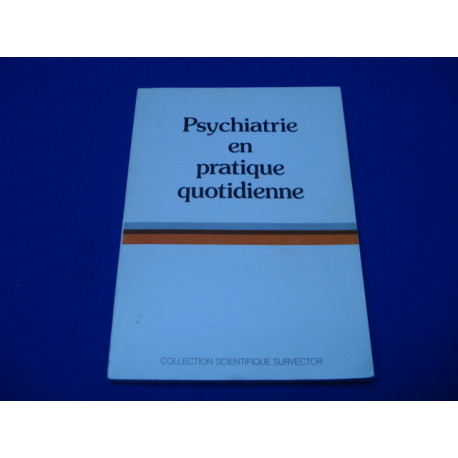 Psychiatrie
en
pratique
quotidienne
COLLECTION SCIENTIFIQUE SURVECTOR